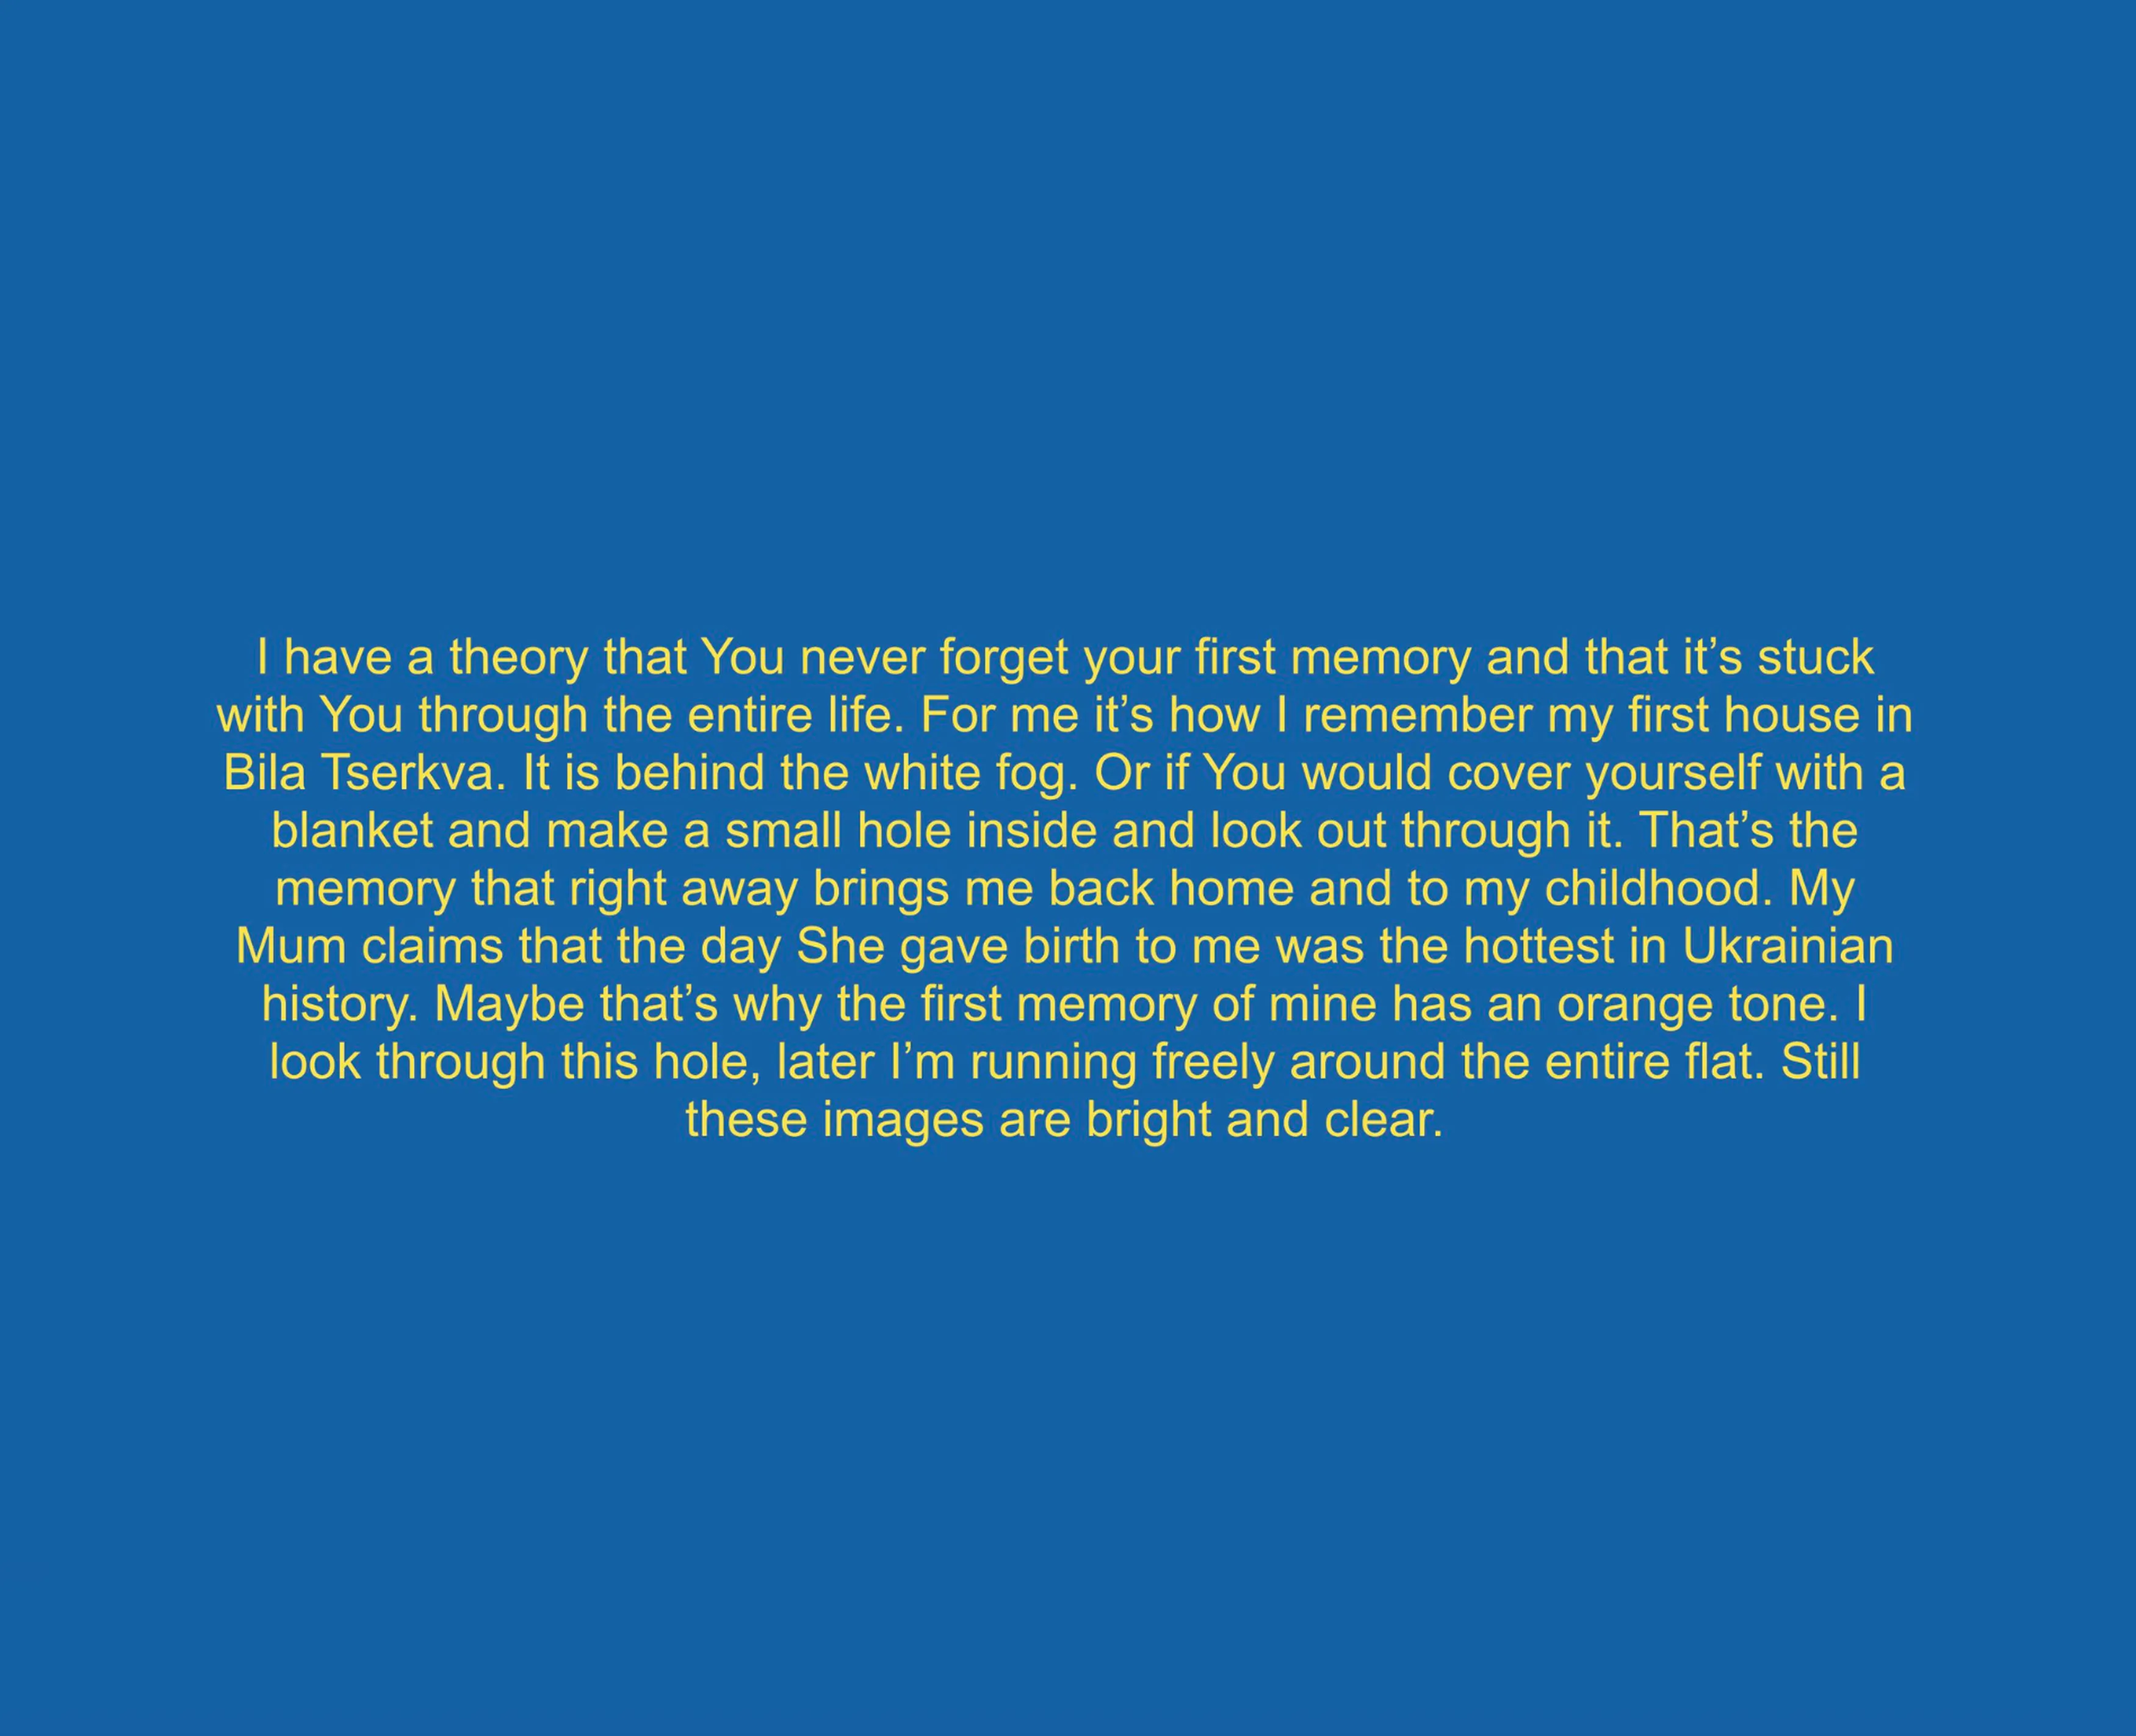 I have a theory that You never forget your first memory and that it’s stuck
with You through the entire life. For me it’s how I remember my first house in
Bila Tserkva. It is behind the white fog. Or if You would cover yourself with a
blanket and make a small hole inside and look out through it. That’s the
memory that right away brings me back home and to my childhood. My
Mum claims that the day She gave birth to me was the hottest in Ukrainian
history. Maybe that’s why the first memory of mine has an orange tone. I
look through this hole, later I’m running freely around the entire flat. Still
these images are bright and clear.